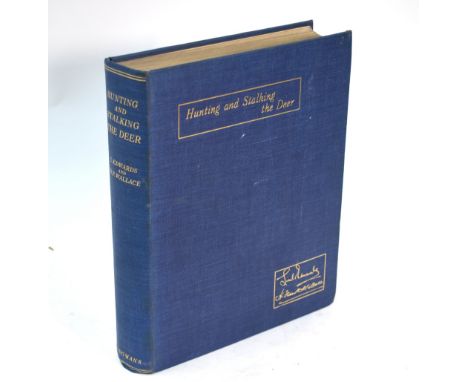 HUNTING
AND
STALKING
THE DEER
EDWARDS
AND
WALLACE
Hunting and Stalking
the Deer